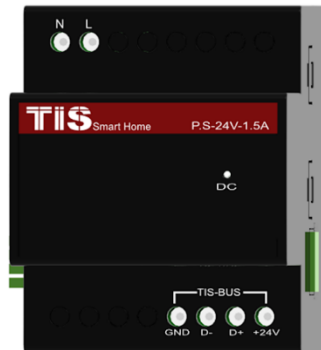 N L
TIS Smart Home P.S-24V-1.5A
DC
TIS-BUS
GND D- D+ +24V